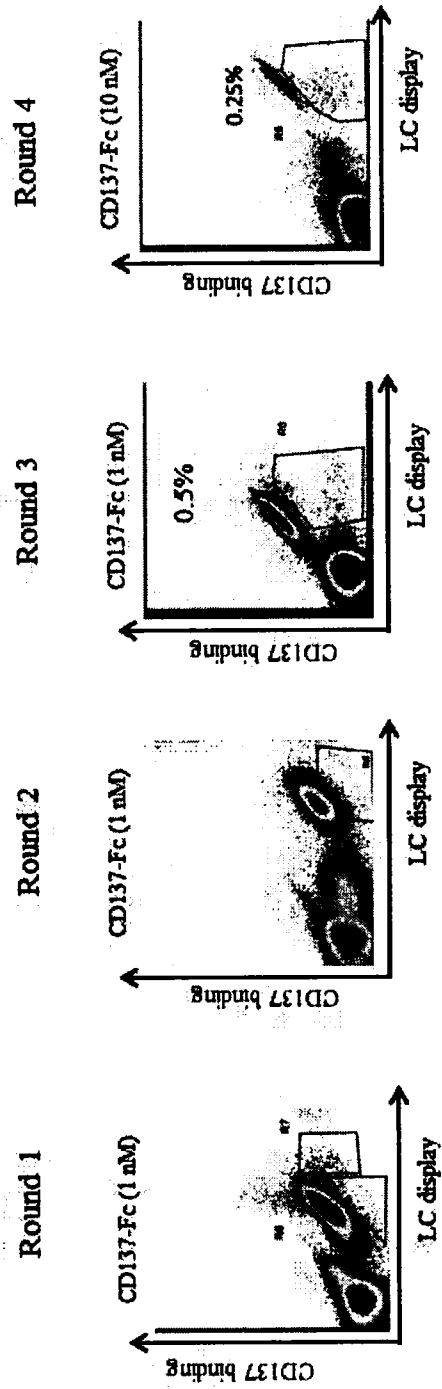 Round 1
CD137-Fc (1 nM)
R7
CD137 binding
LC display
Round 2
CD137-Fc (1 nM)
CD137 binding
LC display
Round 3
CD137-Fc (1 nM)
0.5%
CD137 binding
LC display
Round 4
CD137-Fc (10 nM)
0.25%
CD137 binding
LC display